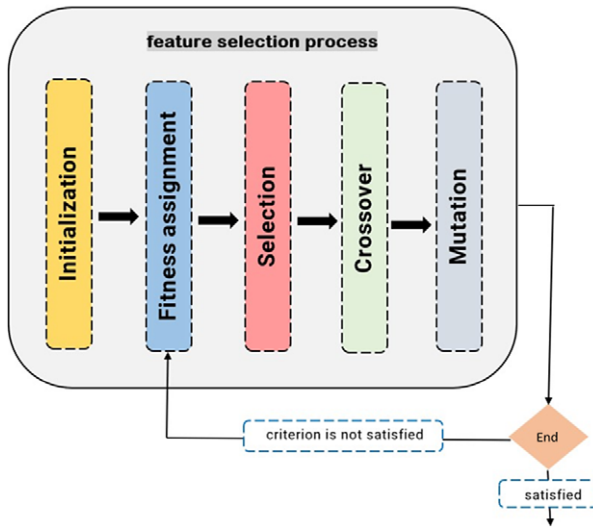 feature selection process
Initialization
Fitness assignment
Selection
Crossover
Mutation
End
criterion is not satisfied
satisfied